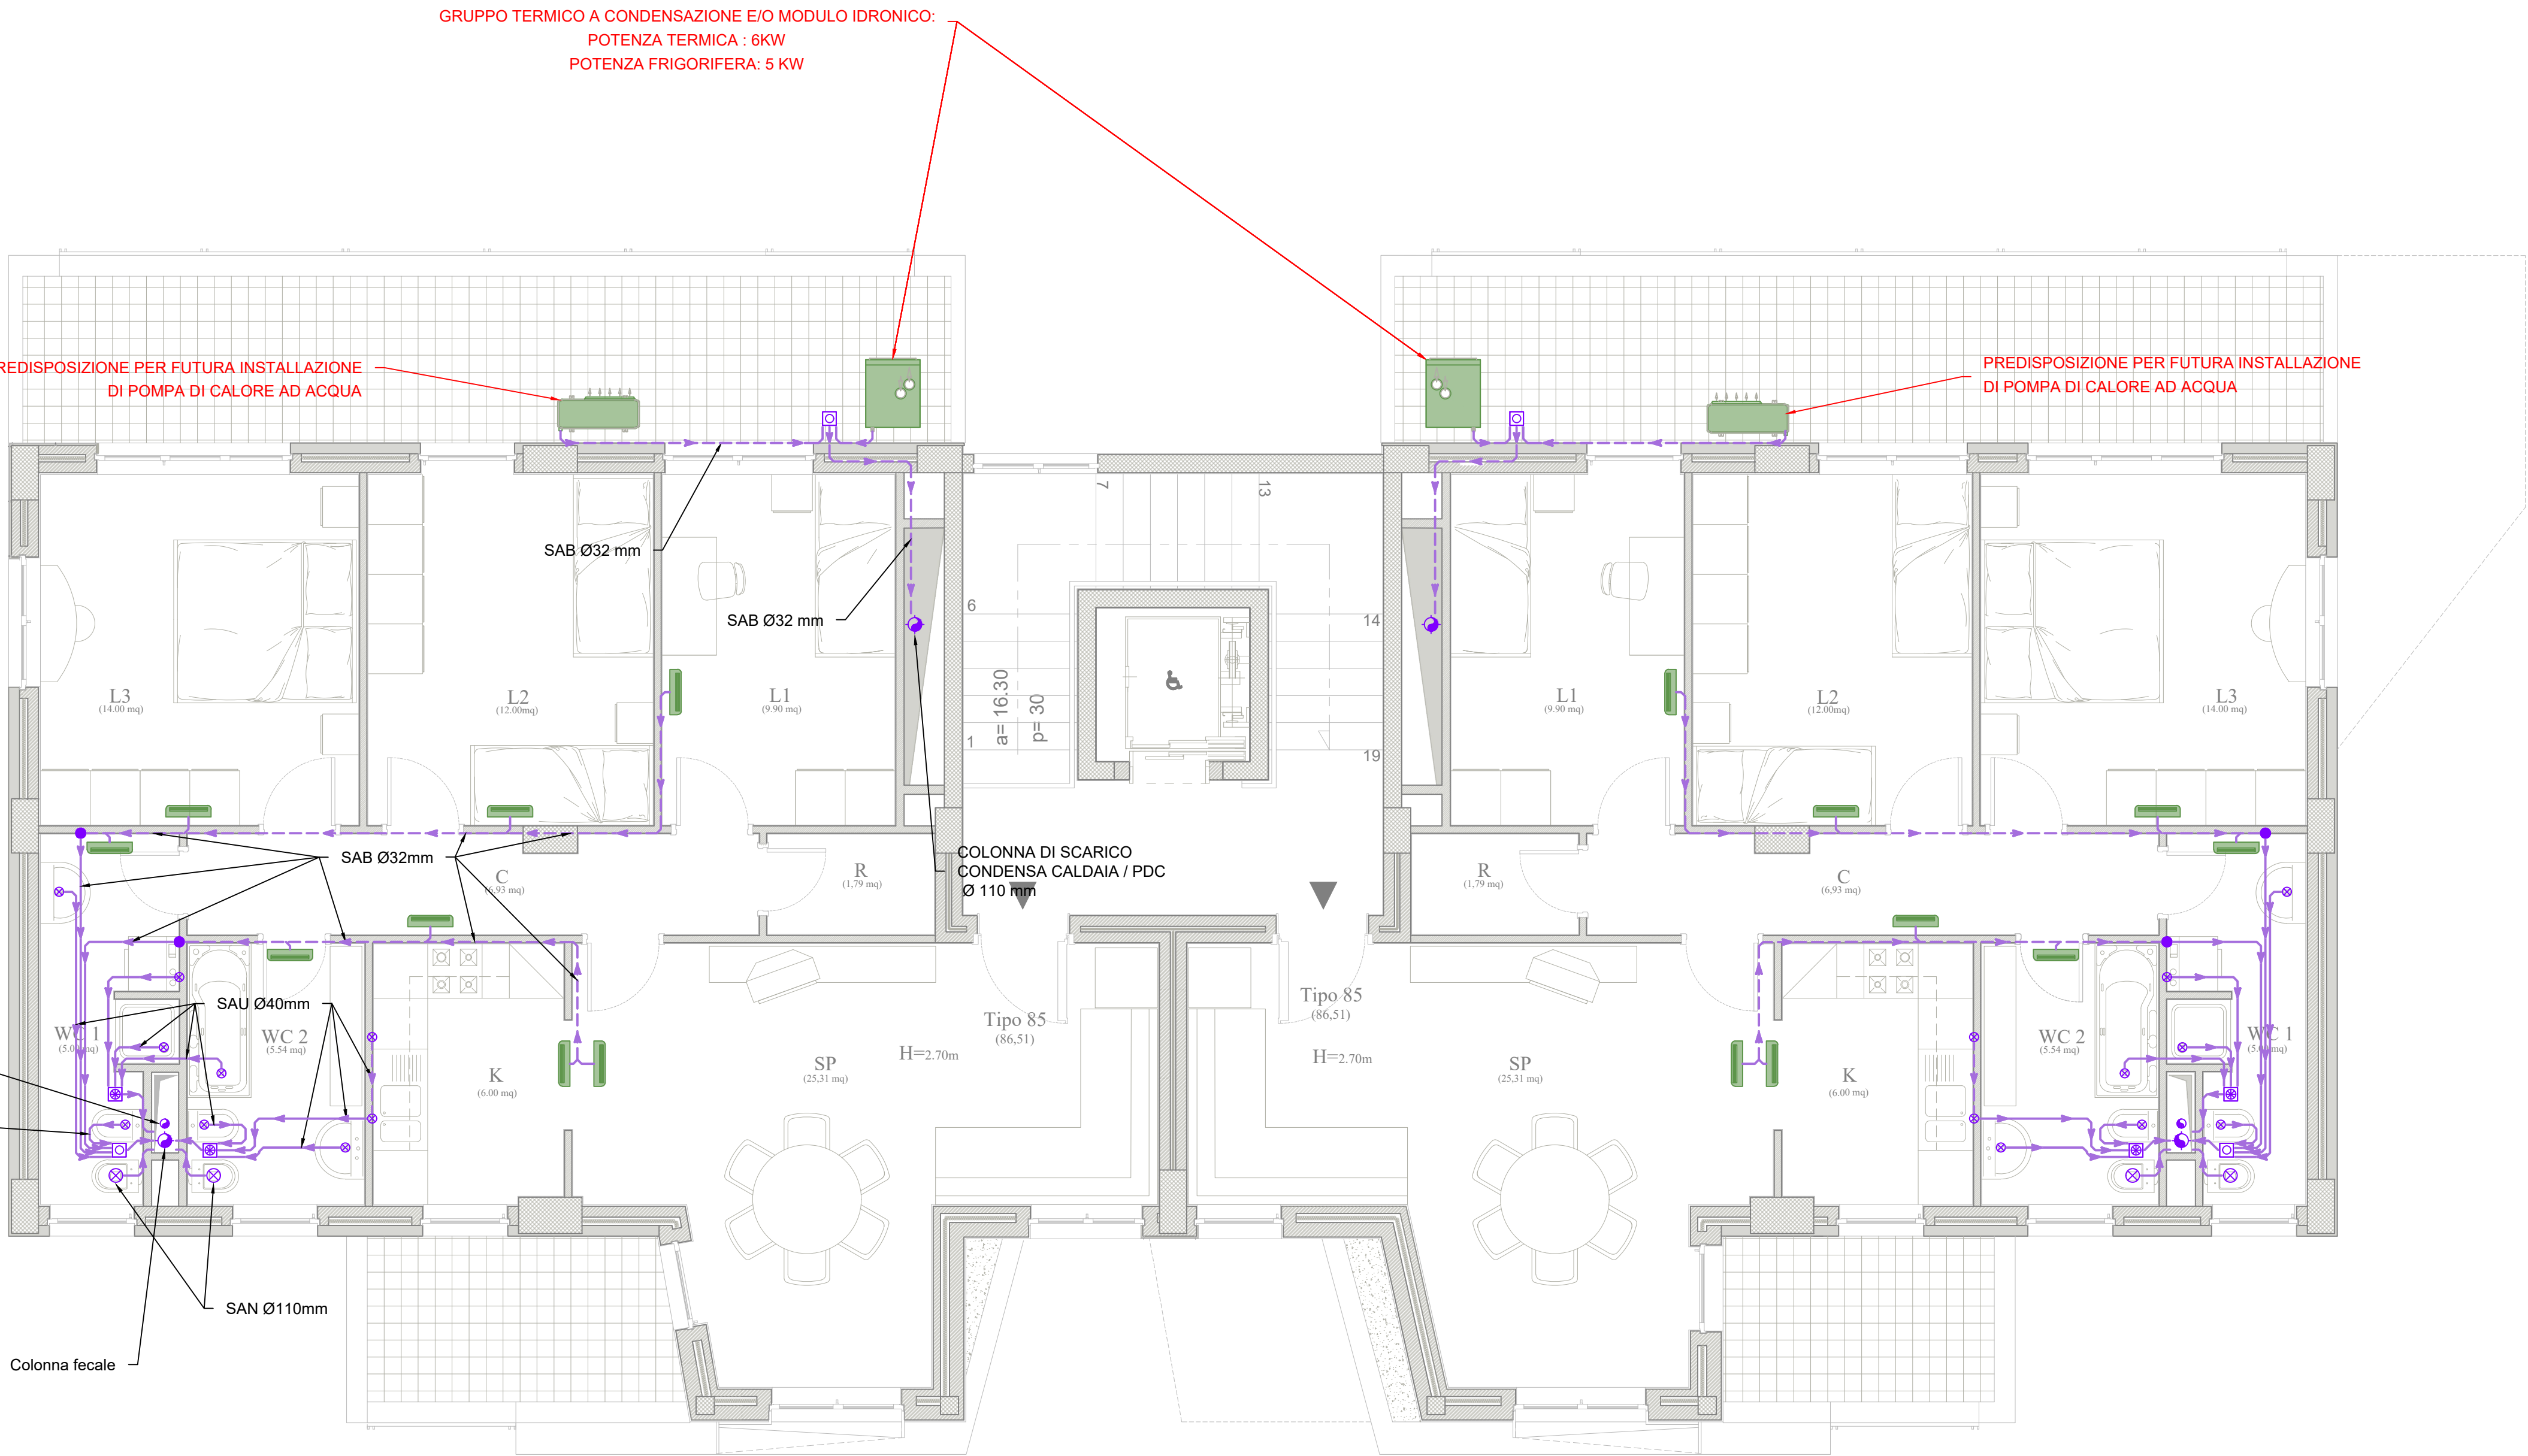 GRUPPO TERMICO A CONDENSAZIONE E/O MODULO IDRONICO:
POTENZA TERMICA : 6KW
POTENZA FRIGORIFERA: 5 KW
REDISPOSIZIONE PER FUTURA INSTALLAZIONE
DI POMPA DI CALORE AD ACQUA
PREDISPOSIZIONE PER FUTURA INSTALLAZIONE
DI POMPA DI CALORE AD ACQUA
7
13
SAB Ø32 mm
SAB Ø32 mm
6
14
a= 16.30
p= 30
1
19
L3
(14.00 mq)
L2
(12.00mq)
L1
(9.90 mq)
L1
(9.90 mq)
L2
(12.00mq)
L3
(14.00 mq)
SAB Ø32mm
COLONNA DI SCARICO
CONDENSA CALDAIA / PDC
Ø 110 mm
C
(6,93 mq)
R
(1,79 mq)
R
(1,79 mq)
C
(6,93 mq)
SAU Ø40mm
WC 1
WC 2
(5.54 mq)
K
(6.00 mq)
SP
(25,31 mq)
H=2.70m
Tipo 85
(86,51)
Tipo 85
(86,51)
H=2.70m
SP
(25,31 mq)
K
(6.00 mq)
WC 2
(5.54 mq)
WC 1
SAN Ø110mm
Colonna fecale